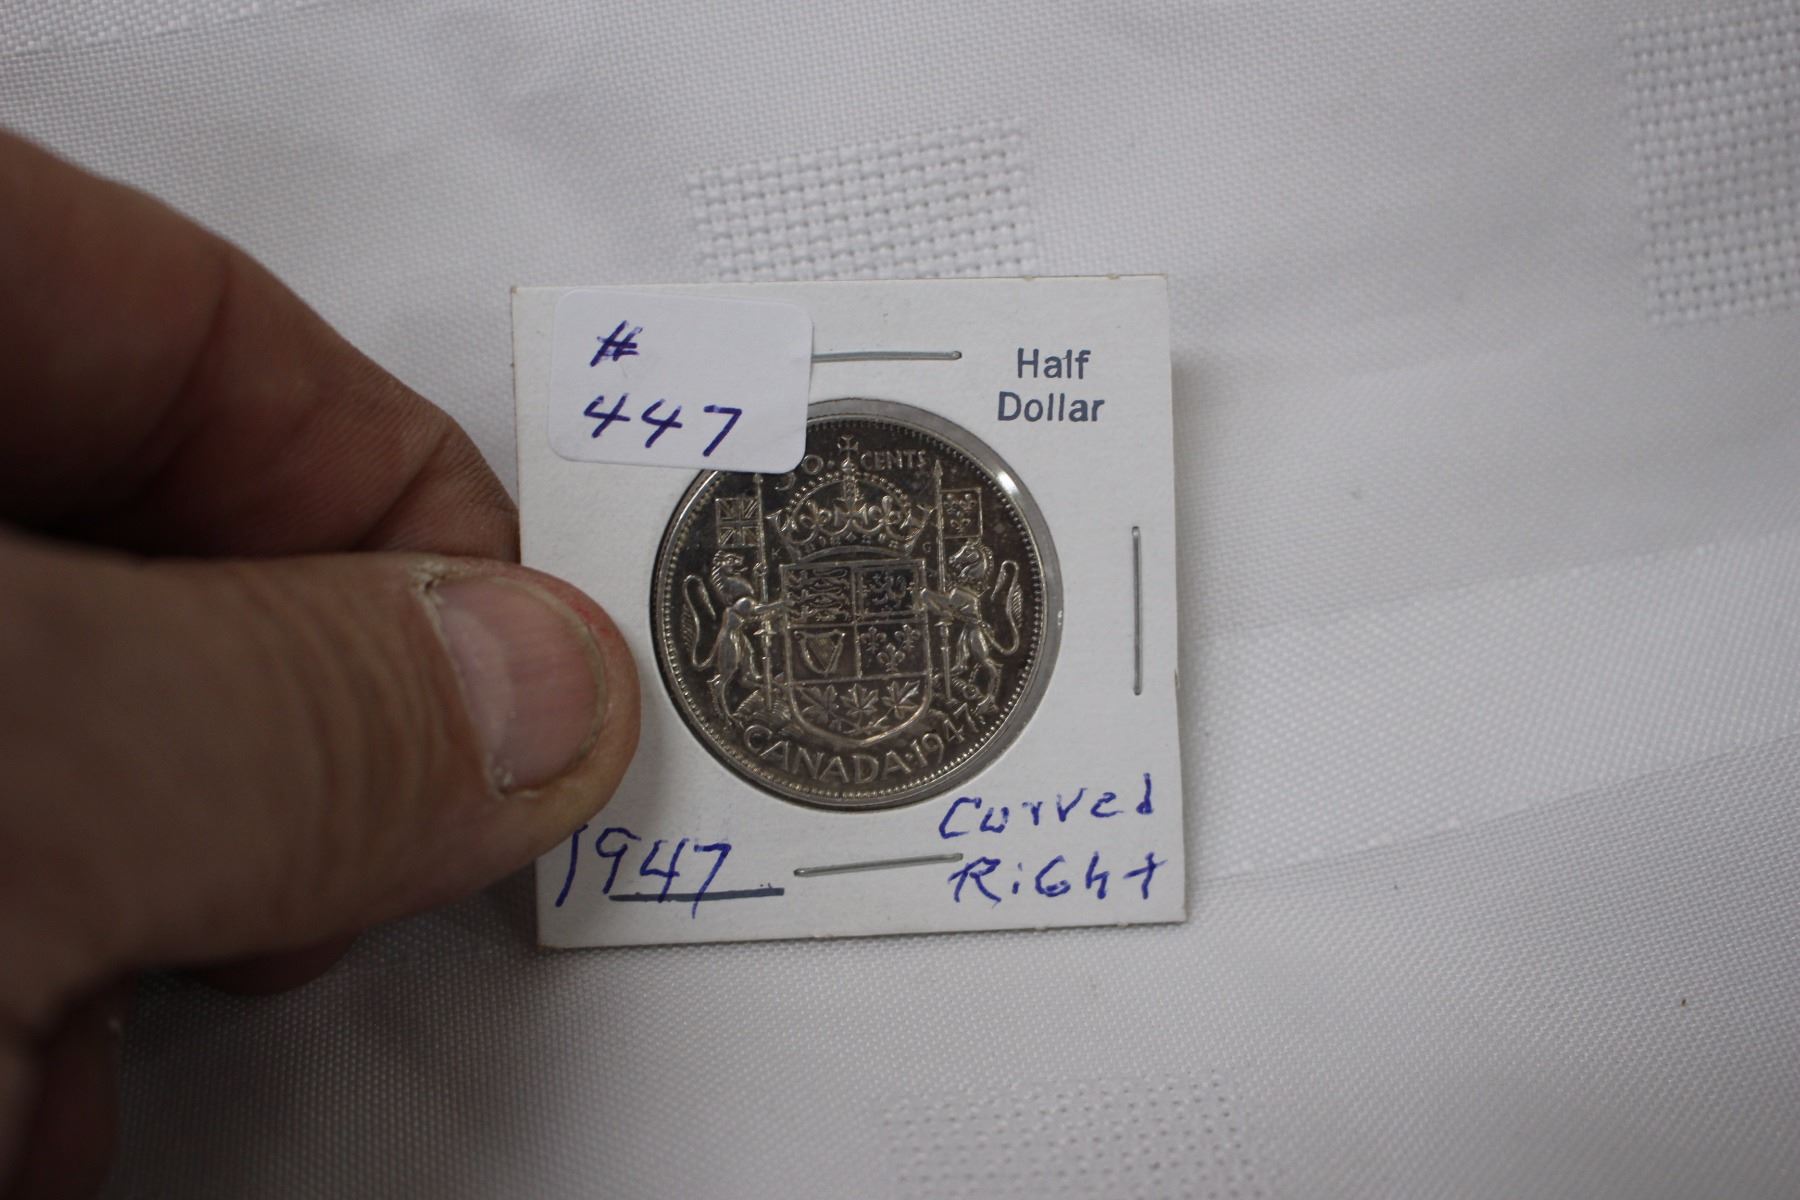 #
447
Half
Dollar
50 CENTS
K G
CANADA·1947
1947
Curved
RiGht